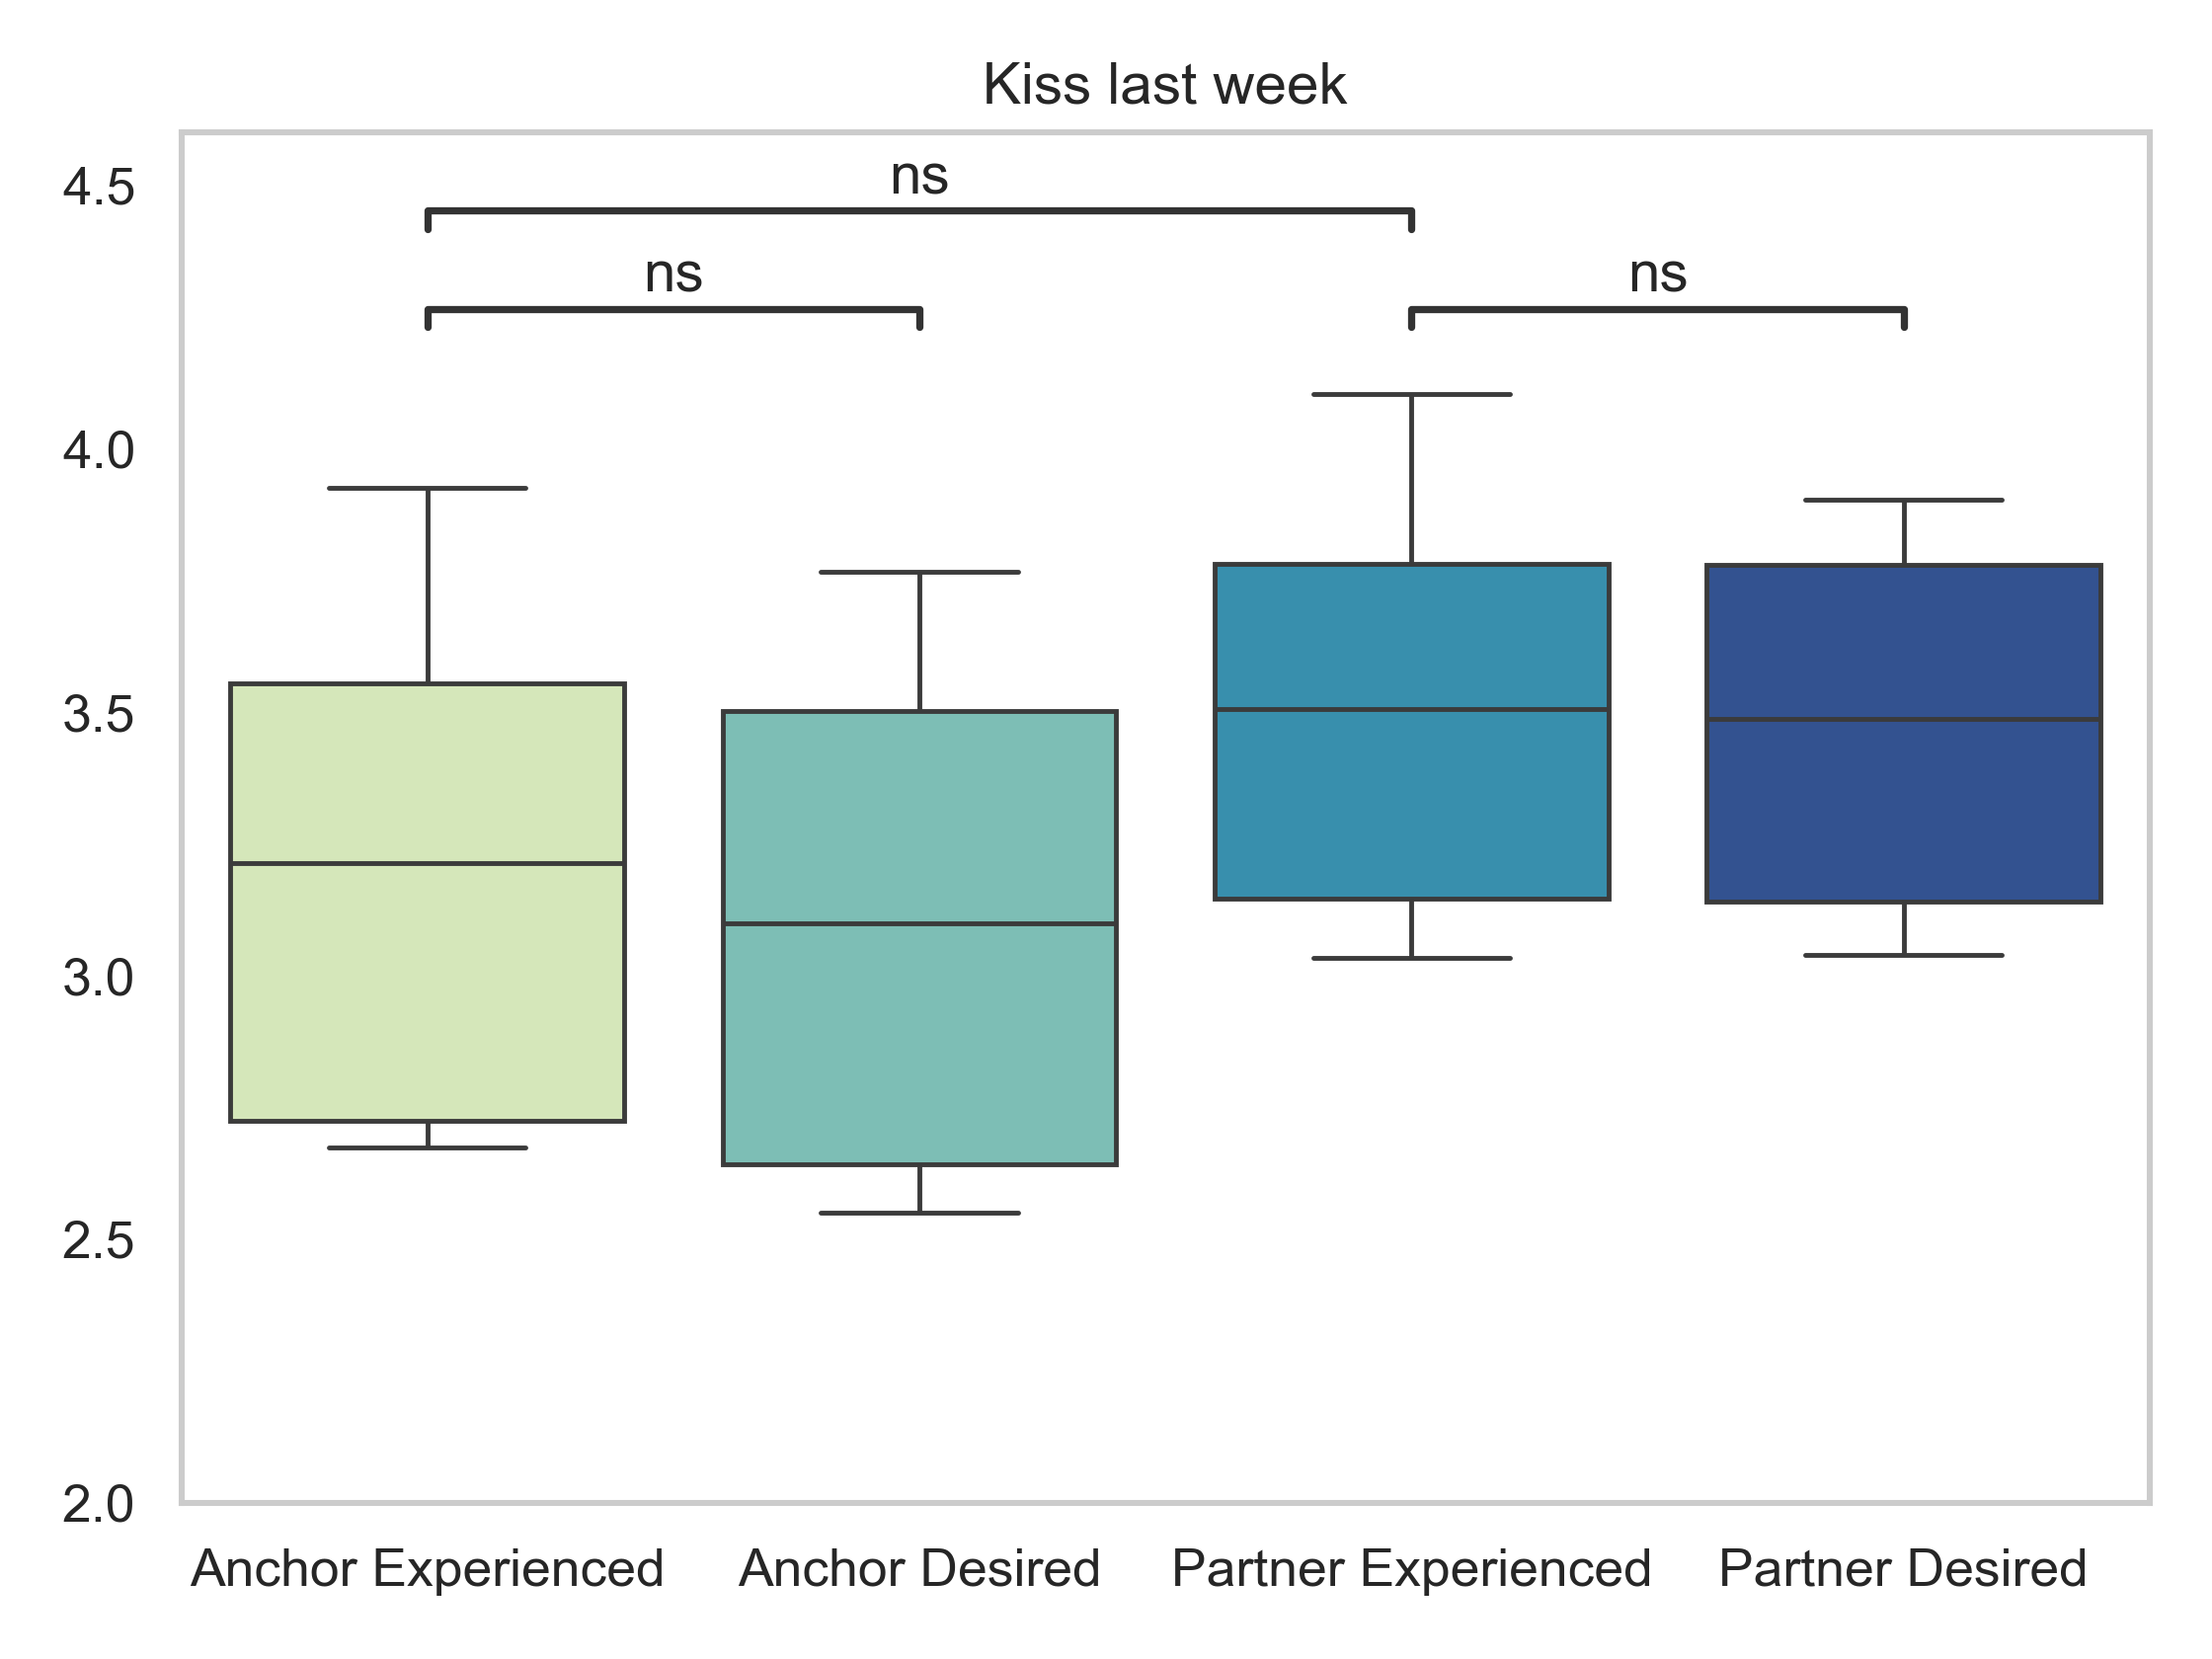 Kiss last week
4.5
4.0
3.5
3.0
2.5
2.0
ns
ns
ns
Anchor Experienced
Anchor Desired
Partner Experienced
Partner Desired